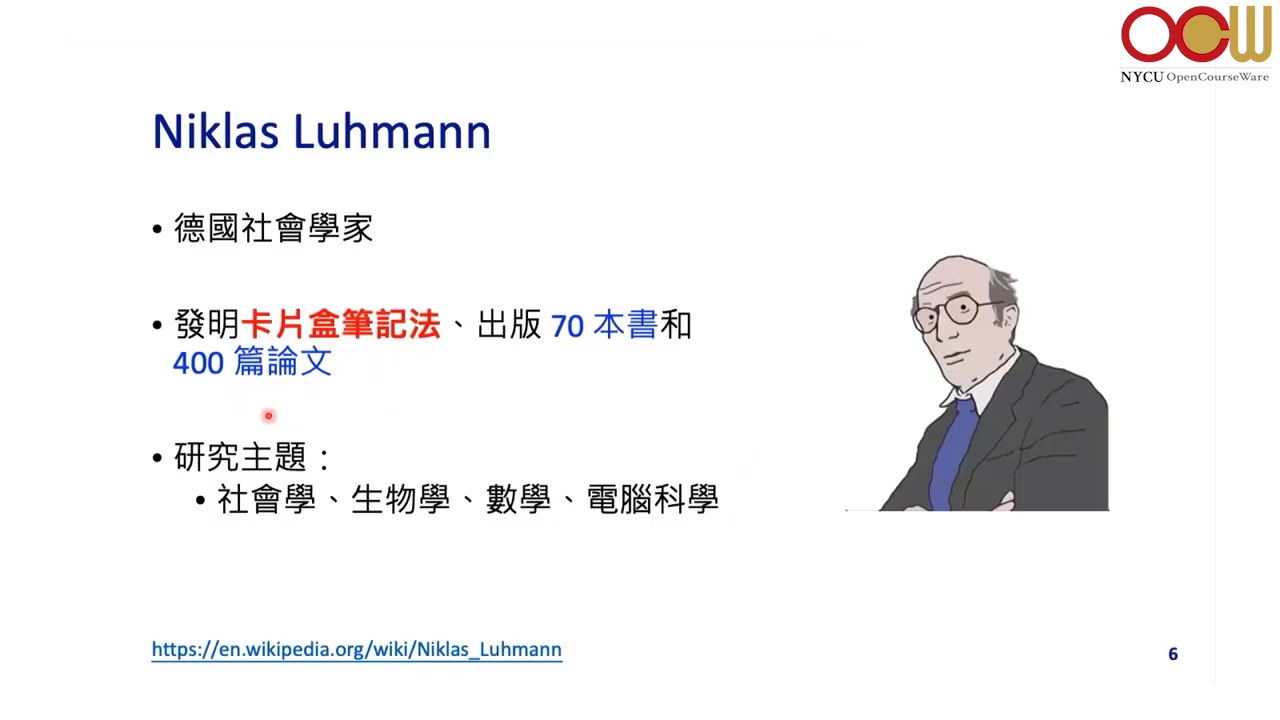 OCW
NYCU OpenCourseWare
Niklas Luhmann
• 德國社會學家
• 發明卡片盒筆記法、出版 70 本書和
400 篇論文
• 研究主題：
• 社會學、生物學、數學、電腦科學
https://en.wikipedia.org/wiki/Niklas_Luhmann
6